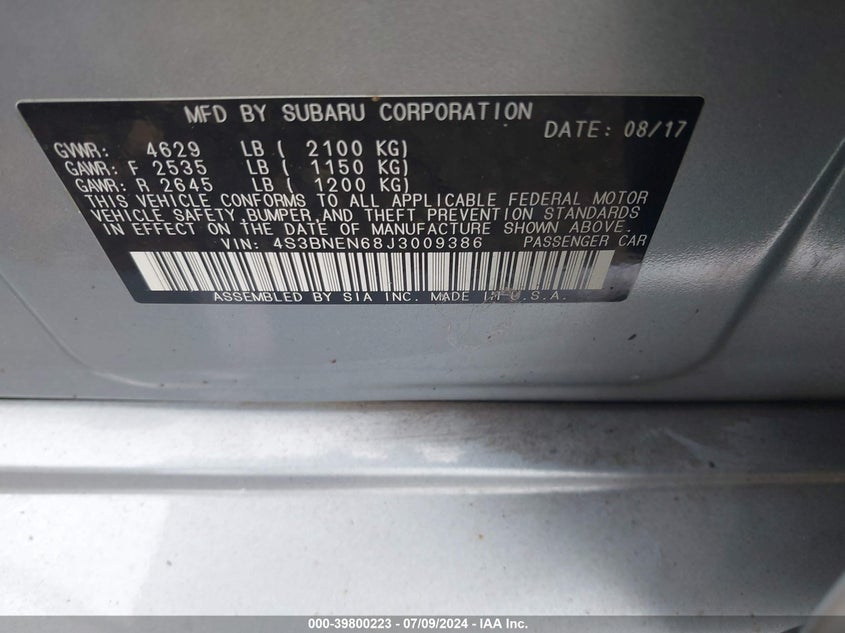 MFD BY SUBARU CORPORATION
DATE: 08/17
GVWR: 4629 LB ( 2100 KG)
GAWR: F 2535 LB ( 1150 KG)
GAWR: R 2645 LB ( 1200 KG)
THIS VEHICLE CONFORMS TO ALL APPLICABLE FEDERAL MOTOR
VEHICLE SAFETY,BUMPER,AND THEFT PREVENTION STANDARDS
IN EFFECT ON THE DATE OF MANUFACTURE SHOWN ABOVE.
VIN: 4S3BNEN68J3009386 PASSENGER CAR
ASSEMBLED BY SIA INC. MADE IN U.S.A.
000-39800223 - 07/09/2024 - IAA Inc.